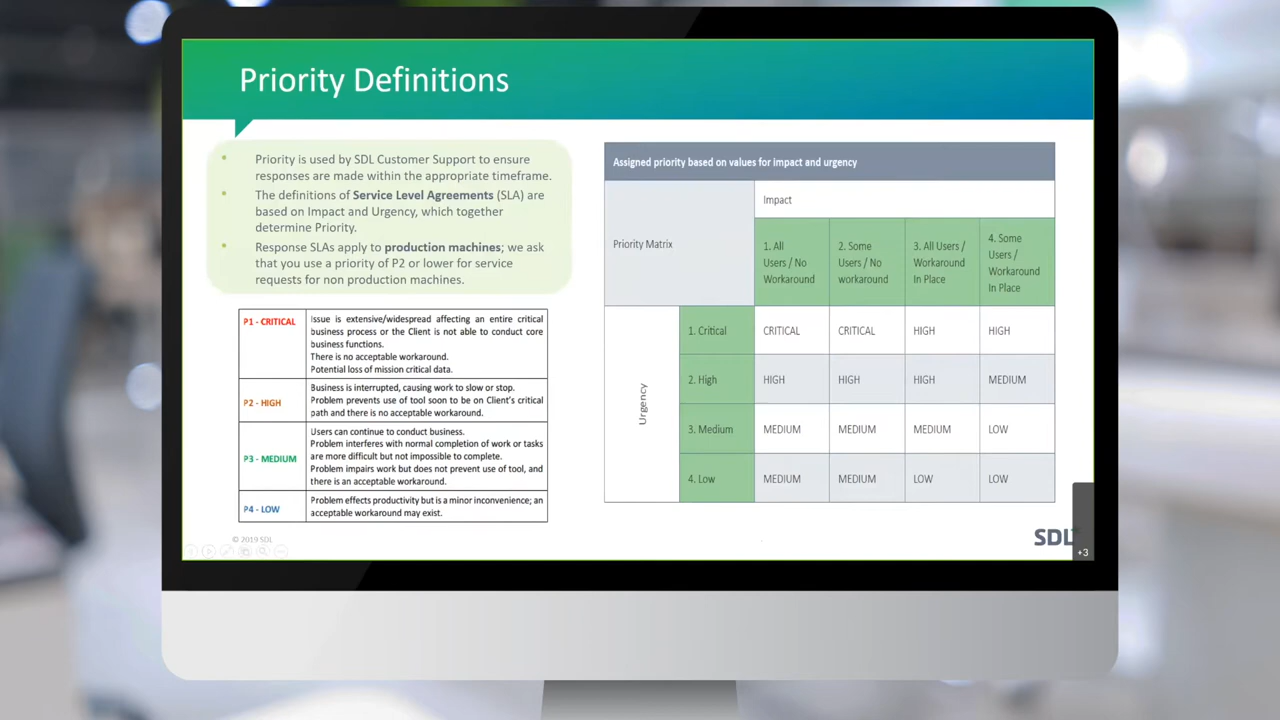 Priority Definitions
Priority is used by SDL Customer Support to ensure
responses are made within the appropriate timeframe.
The definitions of Service Level Agreements (SLA) are
based on Impact and Urgency, which together
determine Priority.
Response SLAs apply to production machines; we ask
that you use a priority of P2 or lower for service
requests for non production machines.
P1 - CRITICAL
Issue is extensive/widespread affecting an entire critical
business process or the Client is not able to conduct core
business functions.
There is no acceptable workaround.
Potential loss of mission critical data.
P2 - HIGH
Business is interrupted, causing work to slow or stop.
Problem prevents use of tool soon to be on Client's critical
path and there is no acceptable workaround.
P3 - MEDIUM
Users can continue to conduct business.
Problem interferes with normal completion of work or tasks
are more difficult but not impossible to complete.
Problem impairs work but does not prevent use of tool, and
there is an acceptable workaround.
P4 - LOW
Problem effects productivity but is a minor inconvenience; an
acceptable workaround may exist.
Assigned priority based on values for impact and urgency
Priority Matrix
Impact
1. All
Users / No
Workaround
2. Some
Users / No
workaround
3. All Users /
Workaround
In Place
4. Some
Users /
Workaround
In Place
Urgency
1. Critical CRITICAL CRITICAL HIGH HIGH
2. High HIGH HIGH HIGH MEDIUM
3. Medium MEDIUM MEDIUM MEDIUM LOW
4. Low MEDIUM MEDIUM LOW LOW
© 2019 SDL
SDL
+3